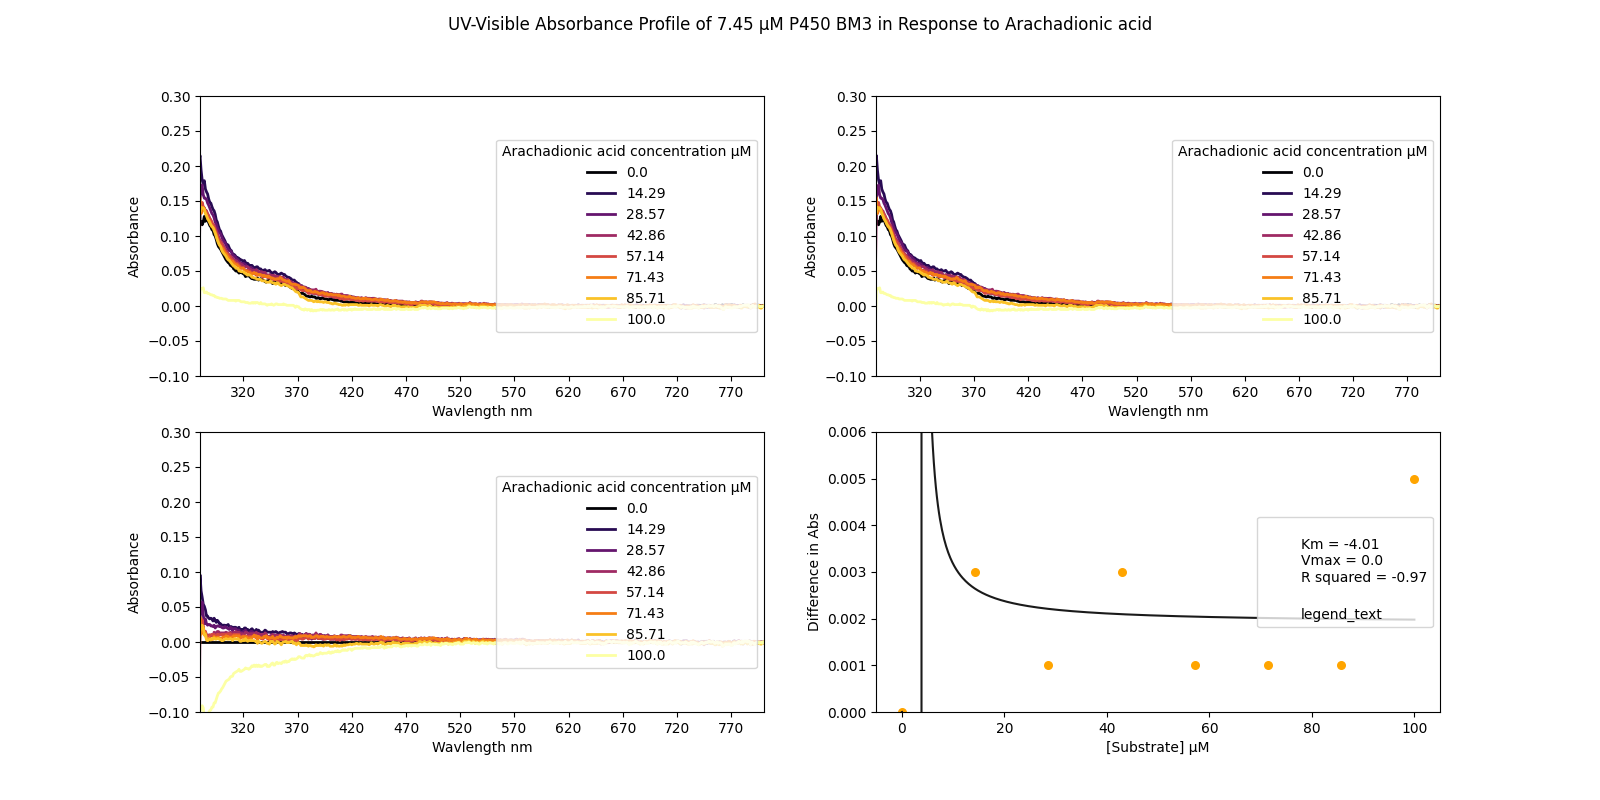 UV-Visible Absorbance Profile of 7.45 µM P450 BM3 in Response to Arachadionic acid
0.30
0.25
0.20
0.15
0.10
0.05
0.00
−0.05
−0.10
Absorbance
Arachadionic acid concentration µM
0.0
14.29
28.57
42.86
57.14
71.43
85.71
100.0
320 370 420 470 520 570 620 670 720 770
Wavlength nm
0.30
0.25
0.20
0.15
0.10
0.05
0.00
−0.05
−0.10
Absorbance
Arachadionic acid concentration µM
0.0
14.29
28.57
42.86
57.14
71.43
85.71
100.0
320 370 420 470 520 570 620 670 720 770
Wavlength nm
0.30
0.25
0.20
0.15
0.10
0.05
0.00
−0.05
−0.10
Absorbance
Arachadionic acid concentration µM
0.0
14.29
28.57
42.86
57.14
71.43
85.71
100.0
320 370 420 470 520 570 620 670 720 770
Wavlength nm
0.006
0.005
0.004
0.003
0.002
0.001
0.000
Difference in Abs
Km = -4.01
Vmax = 0.0
R squared = -0.97
legend_text
0 20 40 60 80 100
[Substrate] µM